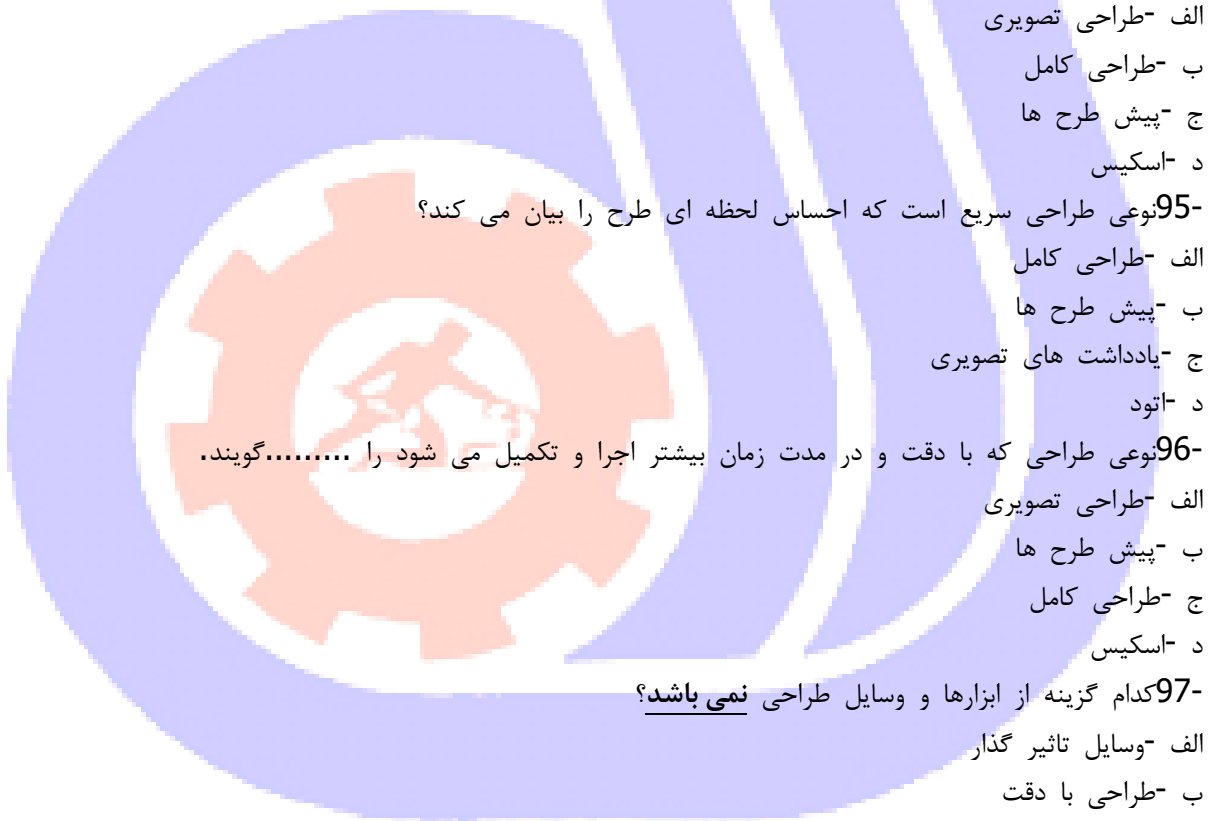 الف -طراحی تصویری
ب -طراحی کامل
ج -پیش طرح ها
د -اسکیس
95-نوعی طراحی سریع است که احساس لحظه ای طرح را بیان می کند؟
الف -طراحی کامل
ب -پیش طرح ها
ج -یادداشت های تصویری
د -اتود
96-نوعی طراحی که با دقت و در مدت زمان بیشتر اجرا و تکمیل می شود را .........گویند.
الف -طراحی تصویری
ب -پیش طرح ها
ج -طراحی کامل
د -اسکیس
97-کدام گزینه از ابزارها و وسایل طراحی نمی باشد؟
الف -وسایل تاثیر گذار
ب -طراحی با دقت